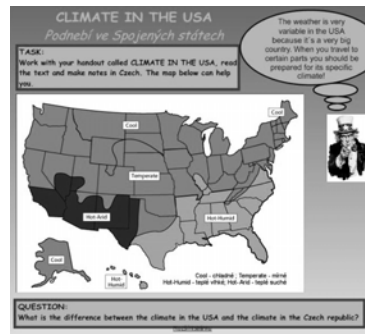 CLIMATE IN THE USA
Podnebí ve Spojených státech
The weather is very
variable in the USA
because it's a very big
country. When you travel to
certain parts you should be
prepared for its specific
climate!
TASK:
Work with your handout called CLIMATE IN THE USA, read
the text and make notes in Czech. The map below can help
you.
Cool
Cool
Temperate
Hot-Arid
Hot-Humid
Cool
Hot-
Humid
Cool - chladné ; Temperate - mírné
Hot-Humid - teplé vlhké; Hot-Arid - teplé suché
QUESTION:
What is the difference between the climate in the USA and the climate in the Czech republic?